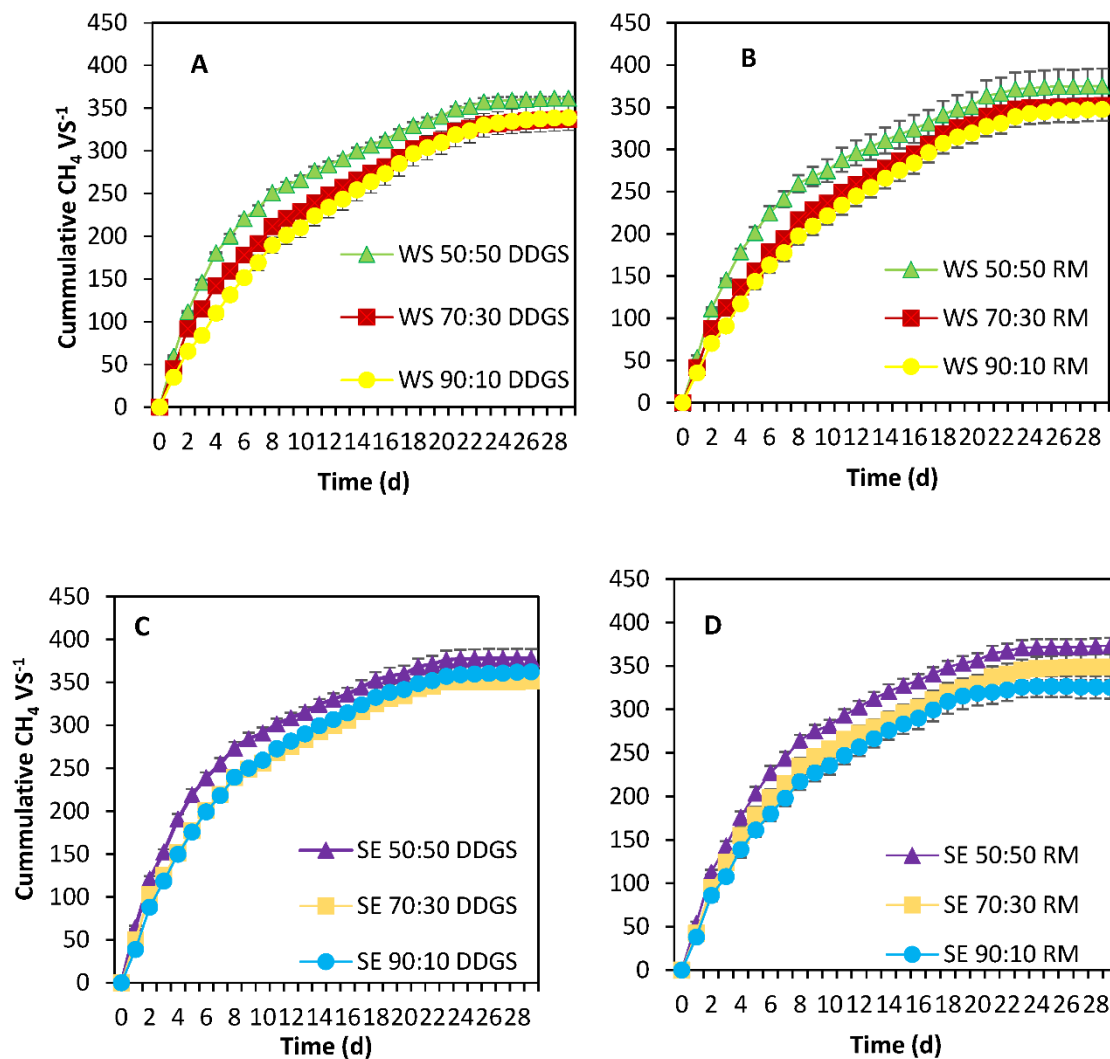 A
Cummulative CH4 VS-1
450
400
350
300
250
200
150
100
50
0
0 2 4 6 8 10 12 14 16 18 20 22 24 26 28
Time (d)
WS 50:50 DDGS
WS 70:30 DDGS
WS 90:10 DDGS
B
450
400
350
300
250
200
150
100
50
0
0 2 4 6 8 10 12 14 16 18 20 22 24 26 28
Time (d)
WS 50:50 RM
WS 70:30 RM
WS 90:10 RM
C
Cummulative CH4 VS-1
450
400
350
300
250
200
150
100
50
0
0 2 4 6 8 10 12 14 16 18 20 22 24 26 28
Time (d)
SE 50:50 DDGS
SE 70:30 DDGS
SE 90:10 DDGS
D
450
400
350
300
250
200
150
100
50
0
0 2 4 6 8 10 12 14 16 18 20 22 24 26 28
Time (d)
SE 50:50 RM
SE 70:30 RM
SE 90:10 RM